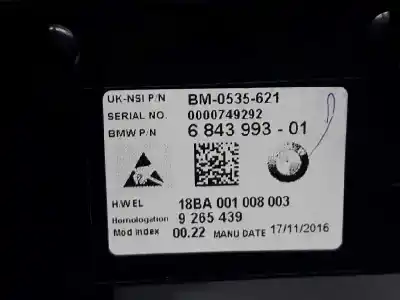 UK-NSI P/N BM-0535-621
SERIAL NO. 0000749292
BMW P/N 6 843 993 - 01
H.W.EL 18BA 001 008 003
Homologation 9 265 439
Mod index 00.22 MANU DATE 17/11/2016